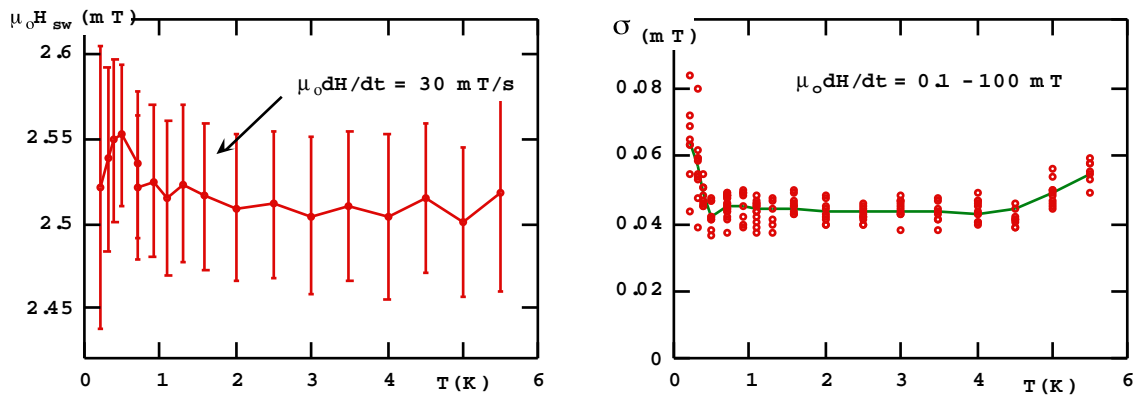 μₒH sw (mT)
2.6
2.55
2.5
2.45
μₒdH/dt = 30 mT/s
0 1 2 3 4 5 6
T(K)
σ (mT)
0.08
0.06
0.04
0.02
0
μₒdH/dt = 0.1 - 100 mT
0 1 2 3 4 5 6
T(K)